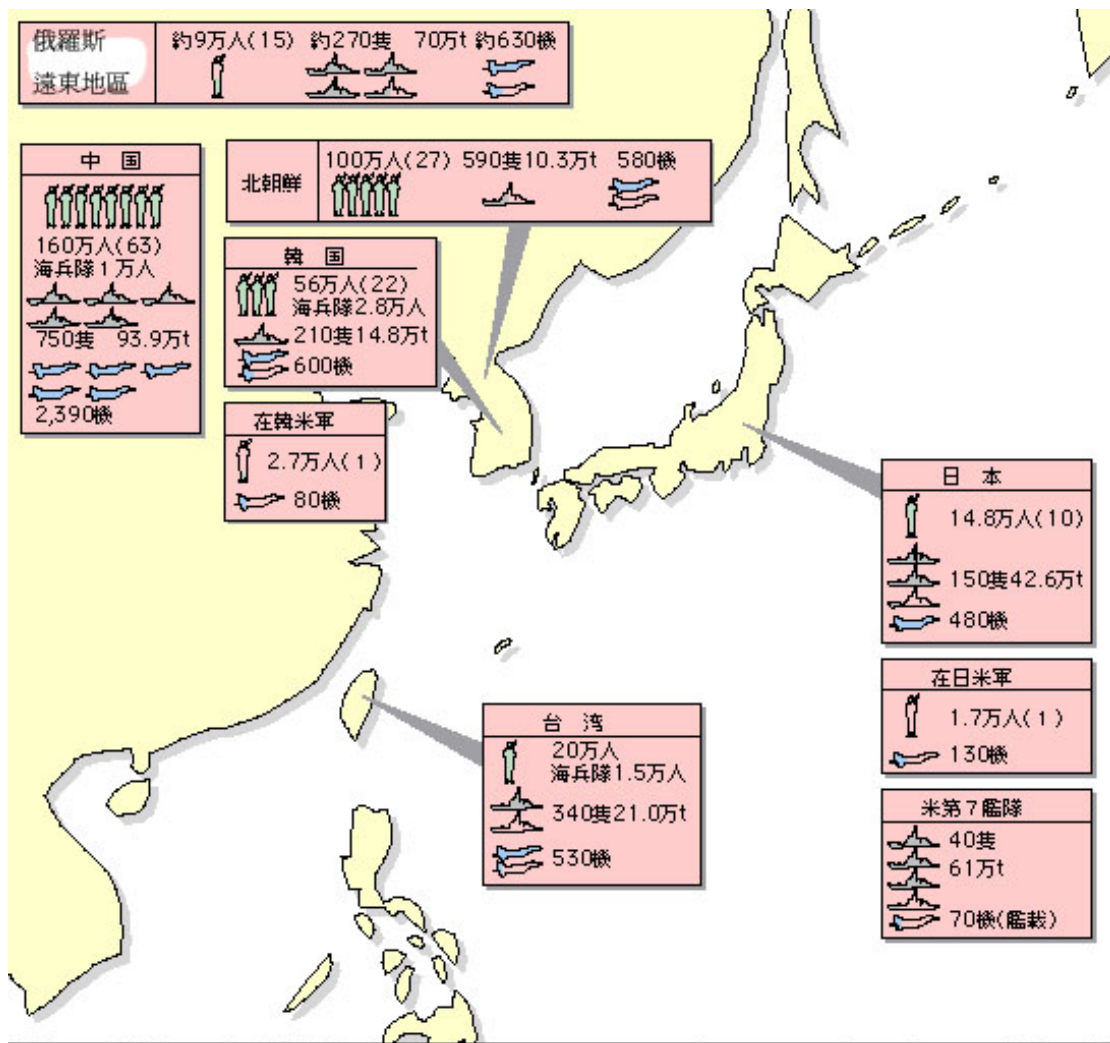 俄羅斯
遠東地區
約9万人(15) 約270隻 70万t 約630機
中国
160万人(63)
海兵隊1万人
750隻 93.9万t
2,390機
北朝鮮
100万人(27) 590隻10.3万t 580機
韓国
56万人(22)
海兵隊2.8万人
210隻14.8万t
600機
在韓米軍
2.7万人(1)
80機
日本
14.8万人(10)
150隻42.6万t
480機
在日米軍
1.7万人(1)
130機
台湾
20万人
海兵隊1.5万人
340隻21.0万t
530機
米第7艦隊
40隻
61万t
70機(艦載)